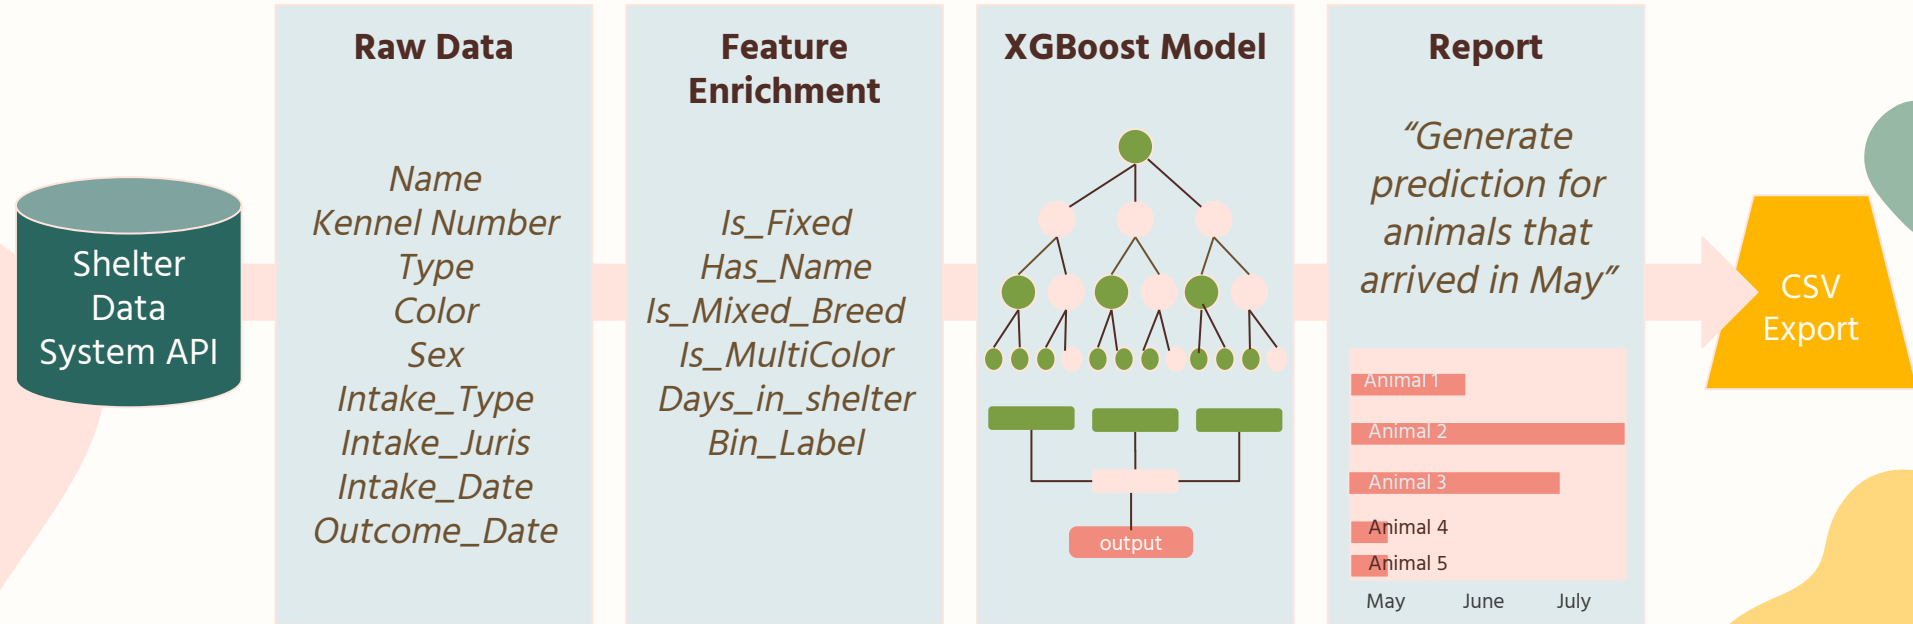 Shelter
Data
System API
Raw Data
Name
Kennel Number
Type
Color
Sex
Intake_Type
Intake_Juris
Intake_Date
Outcome_Date
Feature
Enrichment
Is_Fixed
Has_Name
Is_Mixed_Breed
Is_MultiColor
Days_in_shelter
Bin_Label
XGBoost Model
output
Report
“Generate
prediction for
animals that
arrived in May”
Animal 1
Animal 2
Animal 3
Animal 4
Animal 5
May June July
CSV
Export